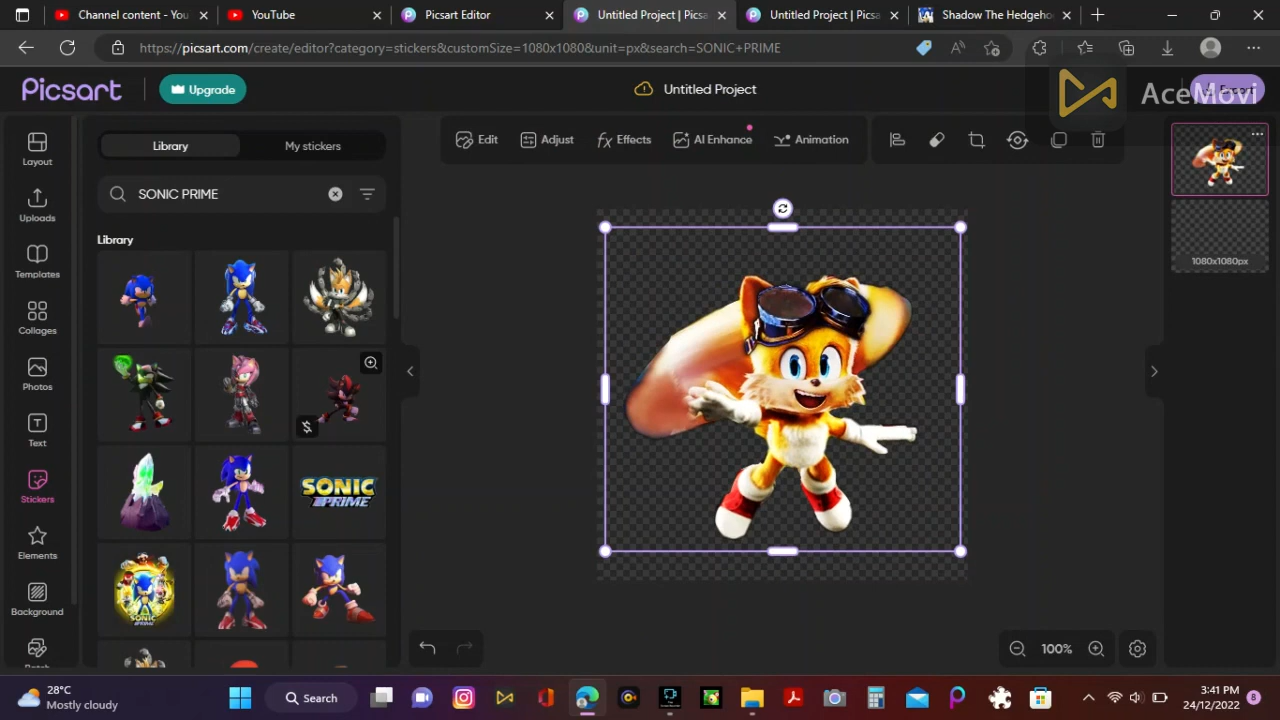 Channel content - You
YouTube
Picsart Editor
Untitled Project | Picsa
Untitled Project | Picsa
Shadow The Hedgeho
https://picsart.com/create/editor?category=stickers&customSize=1080x1080&unit=px&search=SONIC+PRIME
Picsart
Upgrade
Untitled Project
AceMovi
Layout
Uploads
Templates
Collages
Photos
Text
Stickers
Elements
Background
Library
My stickers
SONIC PRIME
Library
SONIC
PRIME
SONIC
Edit
Adjust
Effects
AI Enhance
Animation
1080x1080px
100%
28°C
Mostly cloudy
Search
3:41 PM
24/12/2022
8